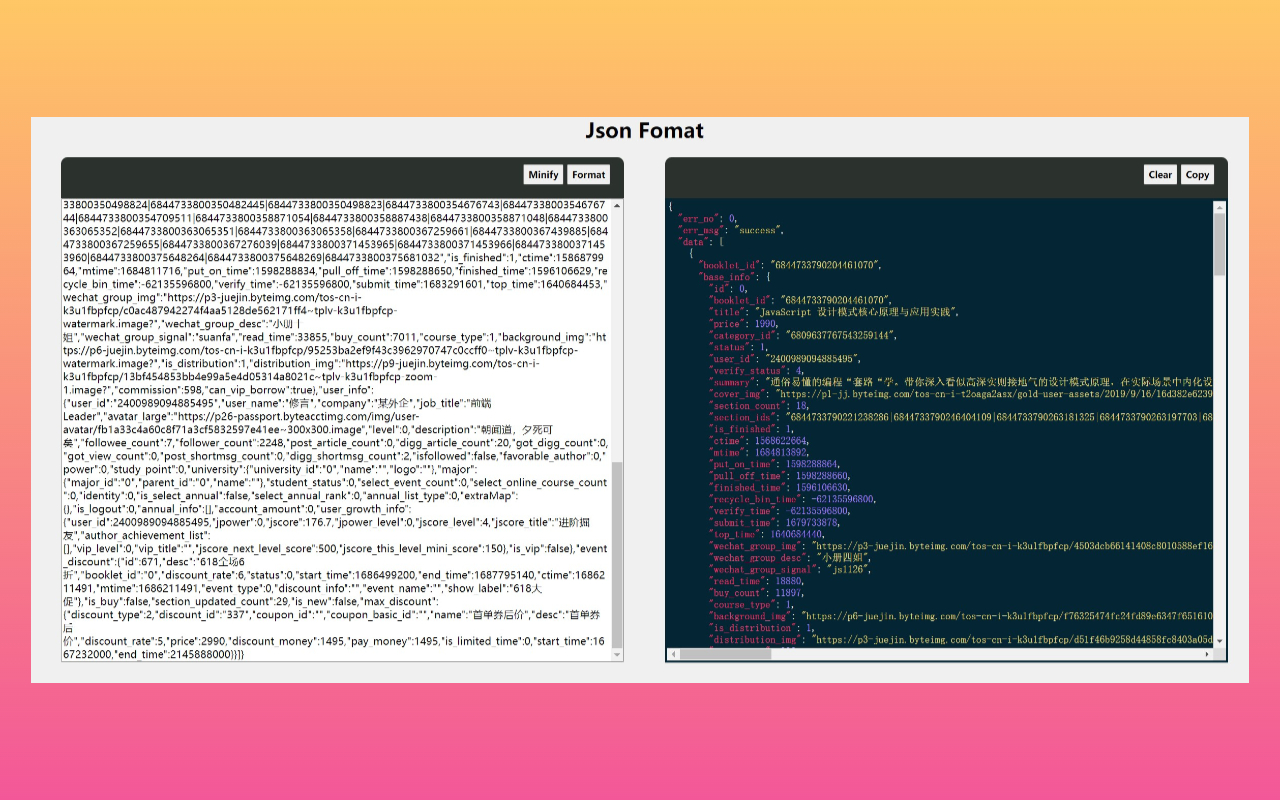 Json Fomat
Minify Format
33800350498824|6844733800350482445|6844733800350498823|6844733800354676743|68447338003546767
44|6844733800354709511|6844733800358871054|6844733800358887438|6844733800358871048|6844733800
363065352|6844733800363065351|6844733800363065358|6844733800367259661|6844733800367439885|684
4733800367259655|6844733800367276039|6844733800371453965|6844733800371453966|684473380037145
3960|6844733800375648264|6844733800375648269|6844733800375681032","is_finished":1,"ctime":15868799
64,"mtime":1684811716,"put_on_time":1598288834,"pull_off_time":1598288650,"finished_time":1596106629,"re
cycle_bin_time":-62135596800,"verify_time":-62135596800,"submit_time":1683291601,"top_time":1640684453,"
wechat_group_img":"https://p3-juejin.byteimg.com/tos-cn-i-
k3u1fbpfcp/c0ac487942274f4aa5128de562171ff4~tplv-k3u1fbpfcp-
watermark.image?","wechat_group_desc":"小册十
姐","wechat_group_signal":"suanfa","read_time":33855,"buy_count":7011,"course_type":1,"background_img":"ht
tps://p6-juejin.byteimg.com/tos-cn-i-k3u1fbpfcp/95253ba2ef9f43c3962970747c0ccff0~tplv-k3u1fbpfcp-
watermark.image?","is_distribution":1,"distribution_img":"https://p9-juejin.byteimg.com/tos-cn-i-
k3u1fbpfcp/13bf454853bb4e99a5e4d05314a8021c~tplv-k3u1fbpfcp-zoom-
1.image?","commission":598,"can_vip_borrow":true},"user_info":
{"user_id":"2400989094885495","user_name":"修言","company":"某外企","job_title":"前端
Leader","avatar_large":"https://p26-passport.byteacctimg.com/img/user-
avatar/fb1a33c4a60c8f71a3cf5832597e41ee~300x300.image","level":0,"description":"朝闻道，夕死可
矣","followee_count":7,"follower_count":2248,"post_article_count":0,"digg_article_count":20,"got_digg_count":0,
"got_view_count":0,"post_shortmsg_count":0,"digg_shortmsg_count":2,"isfollowed":false,"favorable_author":0,"
power":0,"study_point":0,"university":{"university_id":"0","name":"","logo":""},"major":
{"major_id":"0","parent_id":"0","name":""},"student_status":0,"select_event_count":0,"select_online_course_count
":0,"identity":0,"is_select_annual":false,"select_annual_rank":0,"annual_list_type":0,"extraMap":
{},"is_logout":0,"annual_info":[],"account_amount":0,"user_growth_info":
{"user_id":2400989094885495,"jpower":0,"jscore":176.7,"jpower_level":0,"jscore_level":4,"jscore_title":"进阶掘
友","author_achievement_list":
[],"vip_level":0,"vip_title":"","jscore_next_level_score":500,"jscore_this_level_mini_score":150},"is_vip":false},"event
_discount":{"id":671,"desc":"618全场6
折","booklet_id":"0","discount_rate":6,"status":0,"start_time":1686499200,"end_time":1687795140,"ctime":1686
211491,"mtime":1686211491,"event_type":0,"discount_info":"","event_name":"","show_label":"618大
促"},"is_buy":false,"section_updated_count":29,"is_new":false,"max_discount":
{"discount_type":2,"discount_id":"337","coupon_id":"","coupon_basic_id":"","name":"首单券后价","desc":"首单券
后
价","discount_rate":5,"price":2990,"discount_money":1495,"pay_money":1495,"is_limited_time":0,"start_time":16
67232000,"end_time":2145888000}}]}
Clear Copy
{
"err_no": 0,
"err_msg": "success",
"data": [
{
"booklet_id": "6844733790204461070",
"base_info": {
"id": 0,
"booklet_id": "6844733790204461070",
"title": "JavaScript 设计模式核⼼原理与应⽤实践",
"price": 1990,
"category_id": "6809637767543259144",
"status": 1,
"user_id": "2400989094885495",
"verify_status": 4,
"summary": "通俗易懂的编程“套路“学。带你深入看似高深实则接地气的设计模式原理，在实际场景中内化设
"cover_img": "https://p1-jj.byteimg.com/tos-cn-i-t2oaga2asx/gold-user-assets/2019/9/16/16d382e6239
"section_count": 18,
"section_ids": "6844733790221238286|6844733790246404109|6844733790263181325|6844733790263197703|68
"is_finished": 1,
"ctime": 1568622664,
"mtime": 1684813892,
"put_on_time": 1598288864,
"pull_off_time": 1598288660,
"finished_time": 1596106630,
"recycle_bin_time": -62135596800,
"verify_time": -62135596800,
"submit_time": 1679733878,
"top_time": 1640684440,
"wechat_group_img": "https://p3-juejin.byteimg.com/tos-cn-i-k3u1fbpfcp/4503dcb66141408c8010588ef16
"wechat_group_desc": "小册四姐",
"wechat_group_signal": "js1126",
"read_time": 18880,
"buy_count": 11897,
"course_type": 1,
"background_img": "https://p6-juejin.byteimg.com/tos-cn-i-k3u1fbpfcp/f76325474fc24fd89e6347f651610
"is_distribution": 1,
"distribution_img": "https://p3-juejin.byteimg.com/tos-cn-i-k3u1fbpfcp/d51f46b9258d44858fc8403a05d